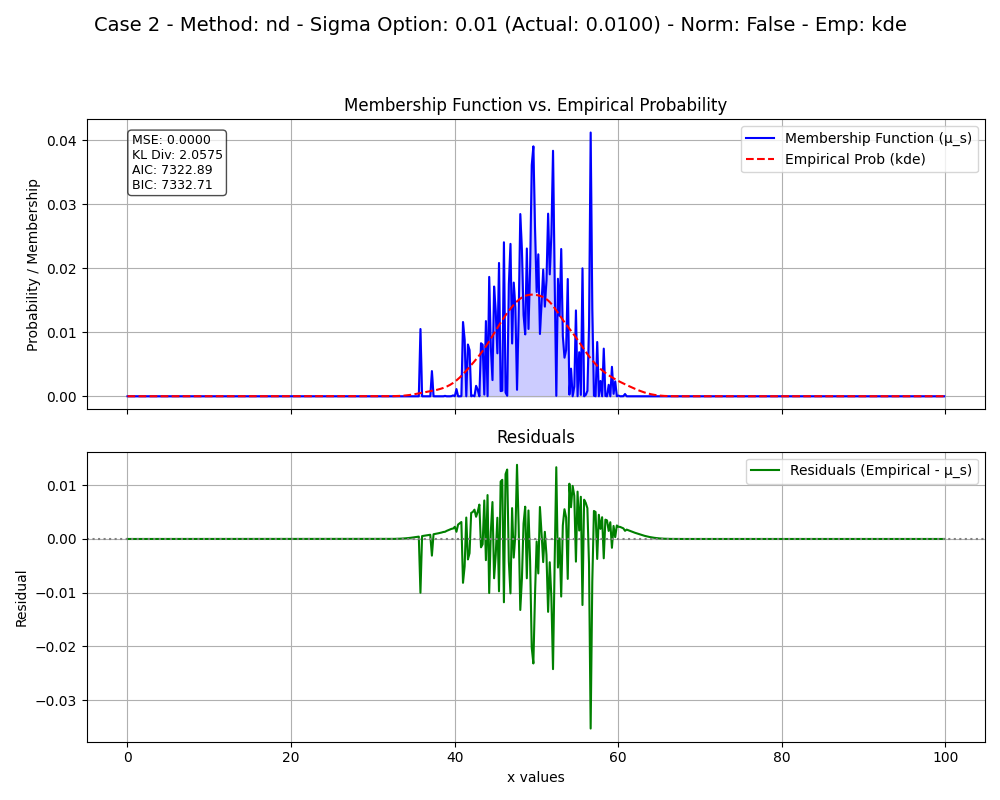 Case 2 - Method: nd - Sigma Option: 0.01 (Actual: 0.0100) - Norm: False - Emp: kde
Membership Function vs. Empirical Probability
MSE: 0.0000
KL Div: 2.0575
AIC: 7322.89
BIC: 7332.71
Membership Function (μ_s)
Empirical Prob (kde)
Probability / Membership
0.04
0.03
0.02
0.01
0.00
Residuals
Residuals (Empirical - μ_s)
Residual
0.01
0.00
−0.01
−0.02
−0.03
0
20
40
60
80
100
x values